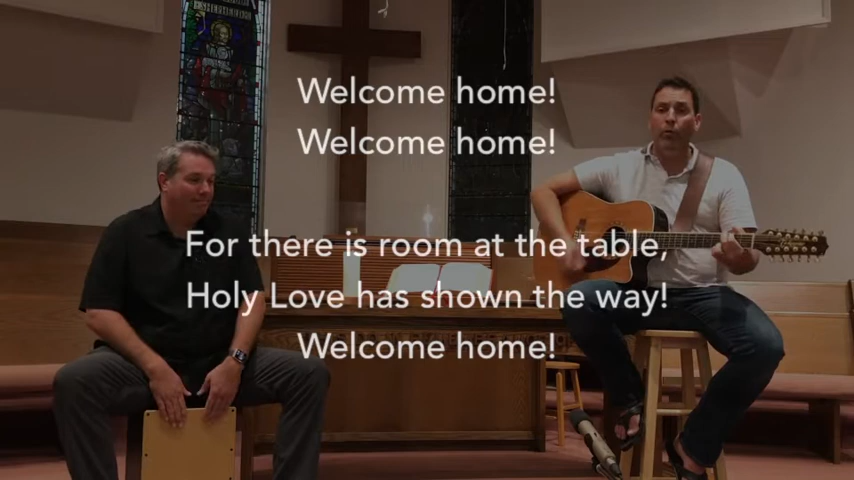 Welcome home!
Welcome home!
For there is room at the table,
Holy Love has shown the way!
Welcome home!